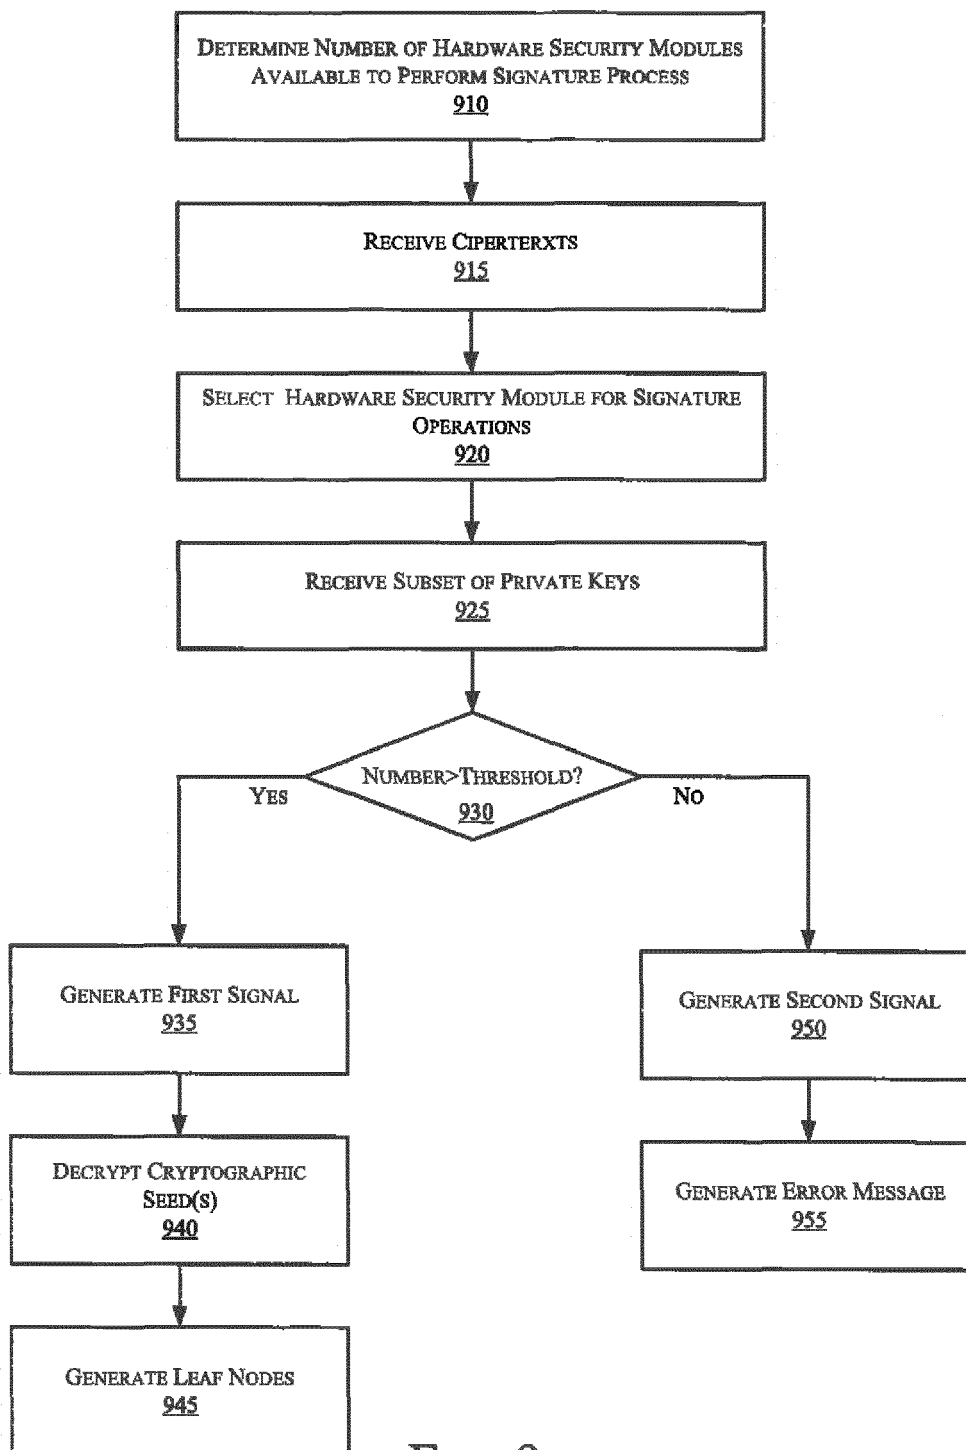 DETERMINE NUMBER OF HARDWARE SECURITY MODULES
AVAILABLE TO PERFORM SIGNATURE PROCESS
910
RECEIVE CIPERTERXTS
915
SELECT HARDWARE SECURITY MODULE FOR SIGNATURE
OPERATIONS
920
RECEIVE SUBSET OF PRIVATE KEYS
925
NUMBER>THRESHOLD?
930
YES
NO
GENERATE FIRST SIGNAL
935
GENERATE SECOND SIGNAL
950
DECRYPT CRYPTOGRAPHIC
SEED(S)
940
GENERATE ERROR MESSAGE
955
GENERATE LEAF NODES
945